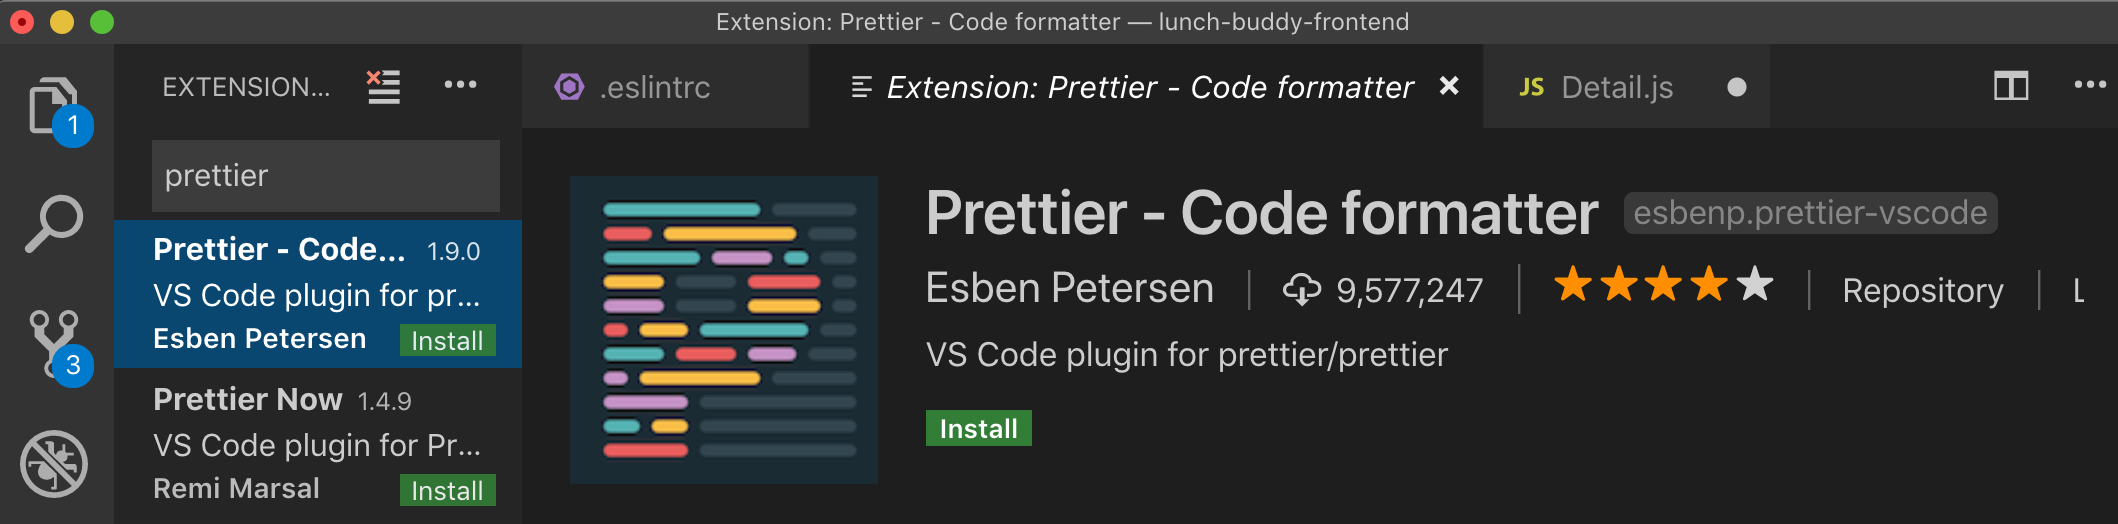 Extension: Prettier - Code formatter — lunch-buddy-frontend
EXTENSION...
.eslintrc
Extension: Prettier - Code formatter
JS Detail.js
1
3
prettier
Prettier - Code... 1.9.0
VS Code plugin for pr...
Esben Petersen Install
Prettier Now 1.4.9
VS Code plugin for Pr...
Remi Marsal Install
Prettier - Code formatter esbenp.prettier-vscode
Esben Petersen | 9,577,247 | | Repository | L
VS Code plugin for prettier/prettier
Install